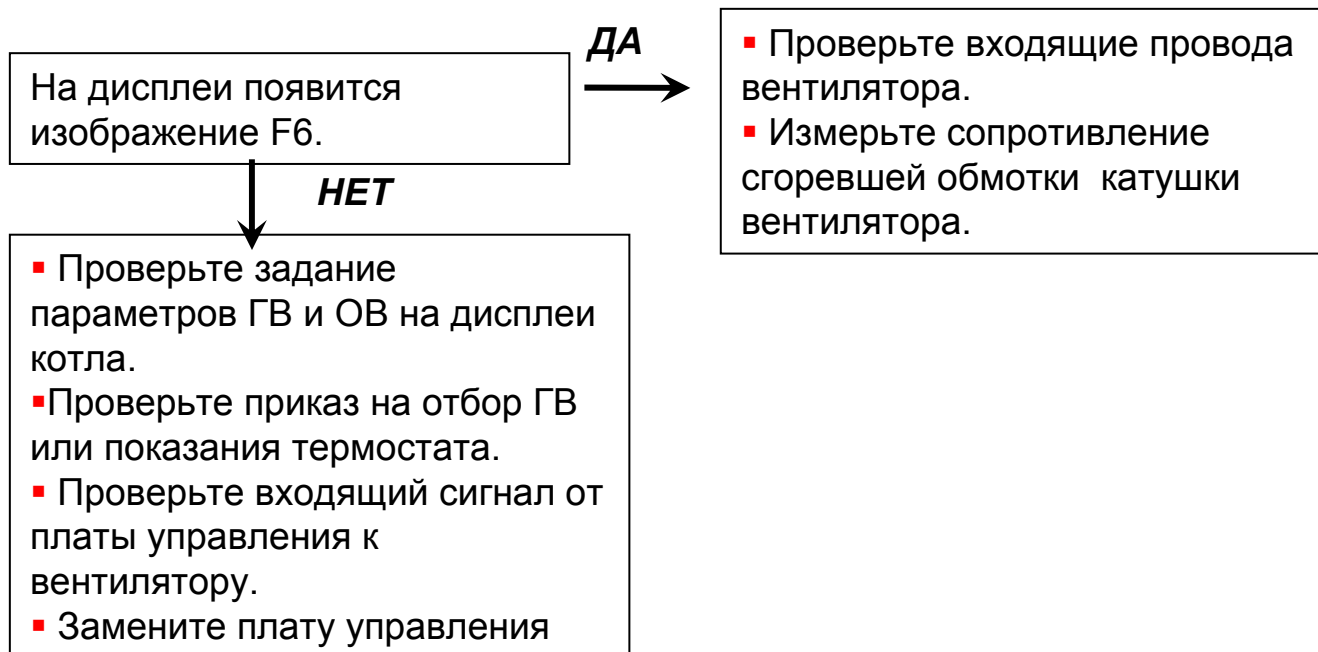 На дисплеи появится
изображение F6.
ДА
▪ Проверьте входящие провода
вентилятора.
▪ Измерьте сопротивление
сгоревшей обмотки катушки
вентилятора.
НЕТ
▪ Проверьте задание
параметров ГВ и ОВ на дисплеи
котла.
▪Проверьте приказ на отбор ГВ
или показания термостата.
▪ Проверьте входящий сигнал от
платы управления к
вентилятору.
▪ Замените плату управления